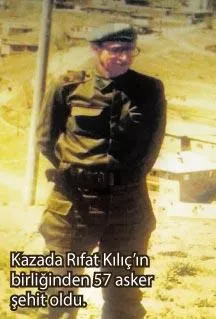 Kazada Rıfat Kılıç'ın
birliğinden 57 asker
şehit oldu.